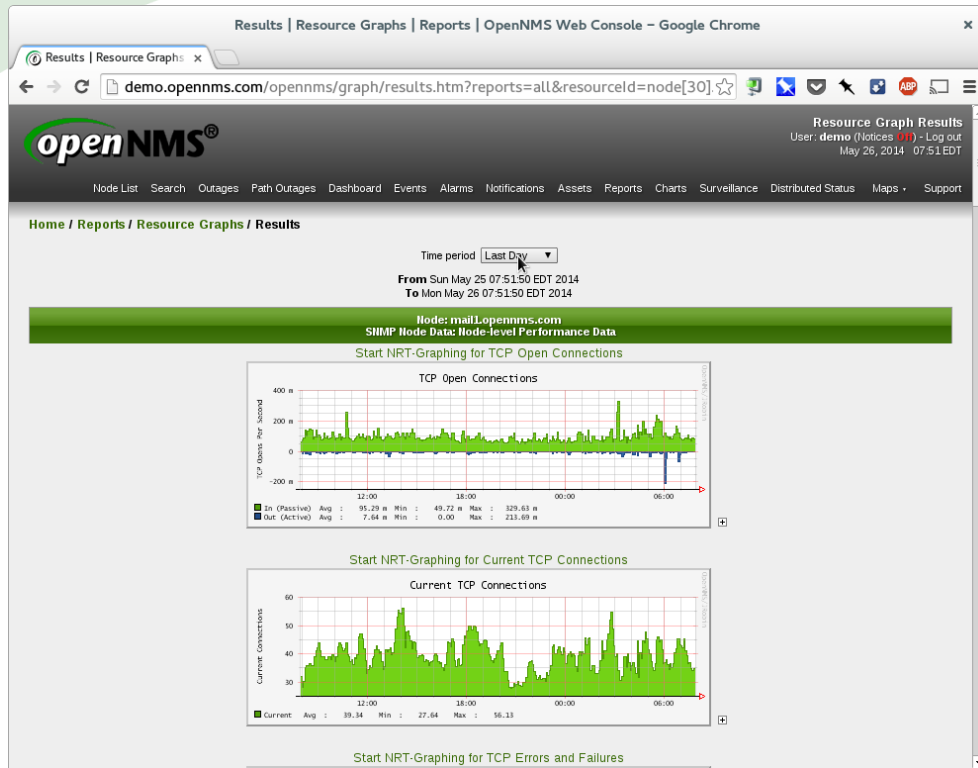 Results | Resource Graphs | Reports | OpenNMS Web Console – Google Chrome
Results | Resource Graphs
demo.opennms.com/opennms/graph/results.htm?reports=all&resourceId=node[30].
ABP
openNMS®
Resource Graph Results
User: demo (Notices Off) - Log out
May 26, 2014 07:51 EDT
Node List Search Outages Path Outages Dashboard Events Alarms Notifications Assets Reports Charts Surveillance Distributed Status Maps Support
Home / Reports / Resource Graphs / Results
Time period Last Day
From Sun May 25 07:51:50 EDT 2014
To Mon May 26 07:51:50 EDT 2014
Node: mail1.opennms.com
SNMP Node Data: Node-level Performance Data
Start NRT-Graphing for TCP Open Connections
TCP Open Connections
TCP Opens Per Second
400 m
200 m
0
-200 m
12:00 18:00 00:00 06:00
In (Passive) Avg : 95.29 m Min : 49.72 m Max : 329.63 m
Out (Active) Avg : 7.64 m Min : 0.00 Max : 213.69 m
Start NRT-Graphing for Current TCP Connections
Current TCP Connections
Current Connections
60
50
40
30
12:00 18:00 00:00 06:00
Current Avg : 39.34 Min : 27.64 Max : 56.13
Start NRT-Graphing for TCP Errors and Failures